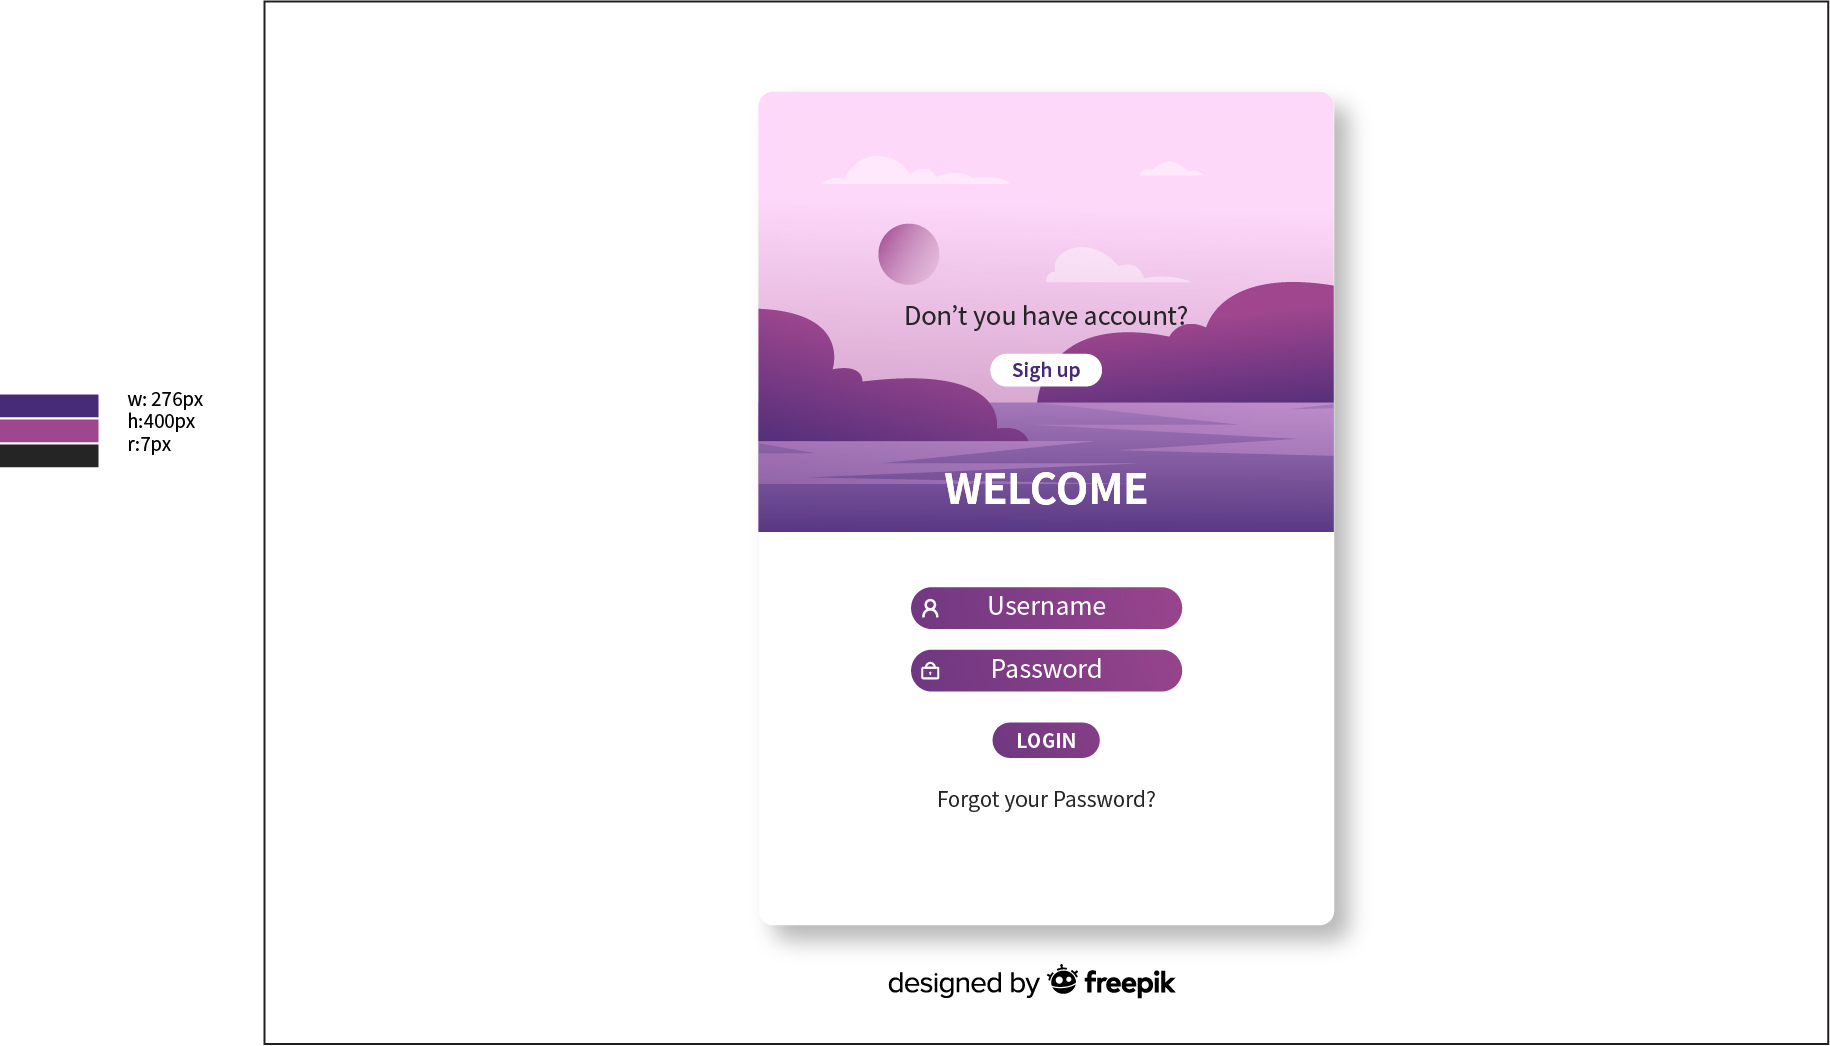 w: 276px
h:400px
r:7px
Don’t you have account?
Sigh up
WELCOME
Username
Password
LOGIN
Forgot your Password?
designed by freepik